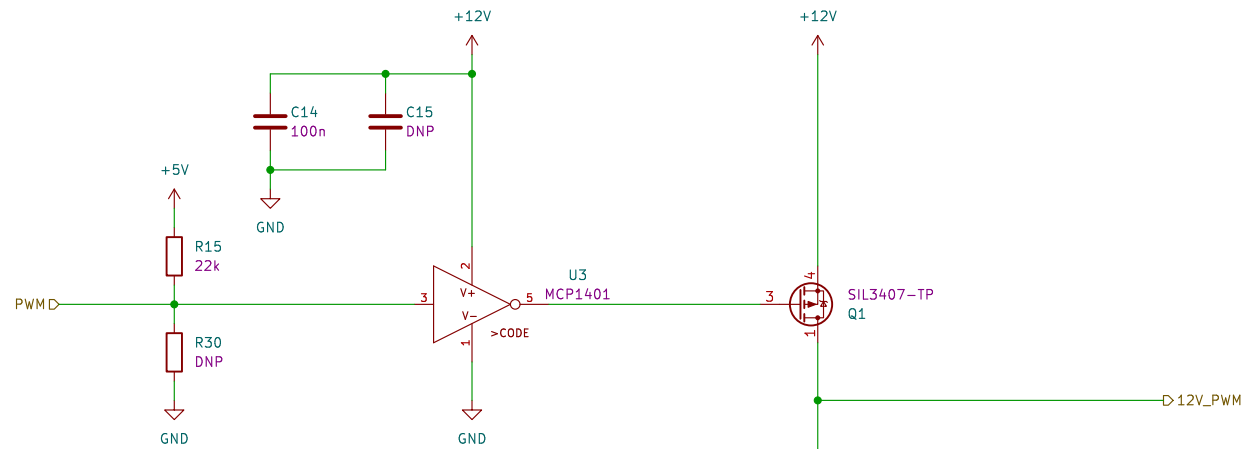 +12V
+12V
C14
100n
C15
DNP
+5V
GND
R15
22k
2
4
U3
MCP1401
V+
PWM
3
5
3
SIL3407-TP
Q1
V-
>CODE
1
1
R30
DNP
12V_PWM
GND
GND